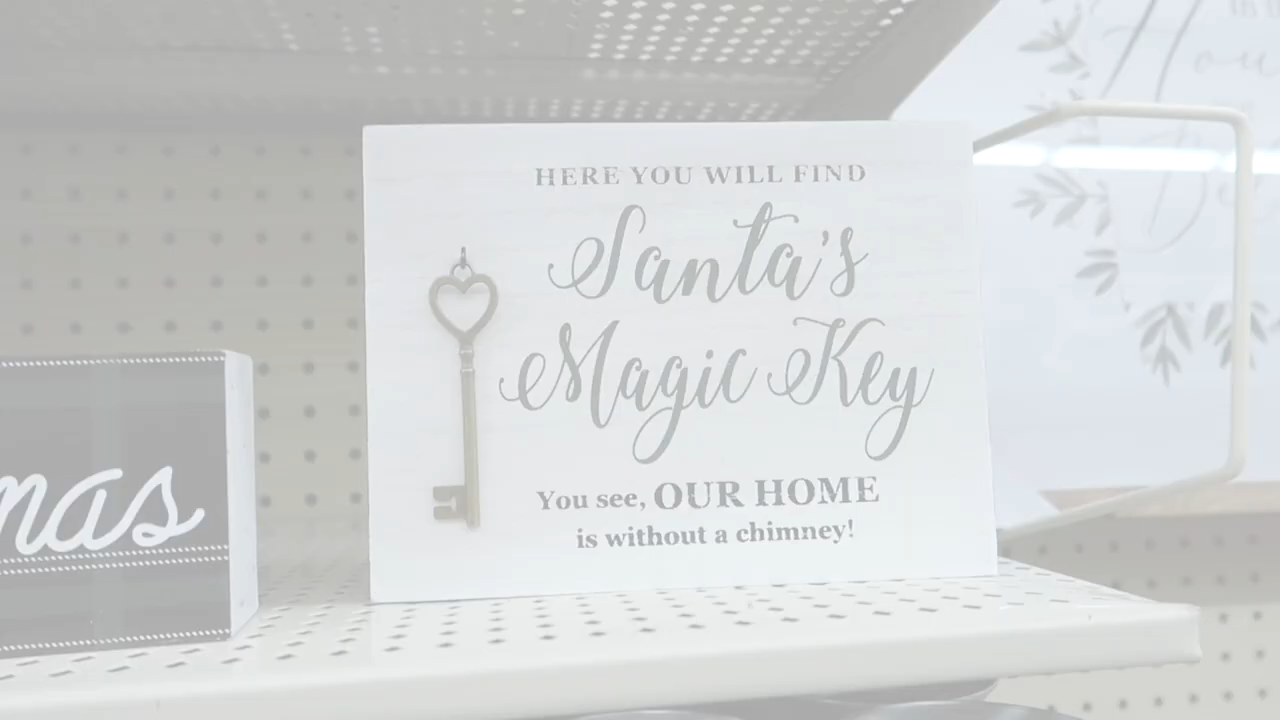 HERE YOU WILL FIND
Santa's
Magic Key
You see, OUR HOME
is without a chimney!
mas